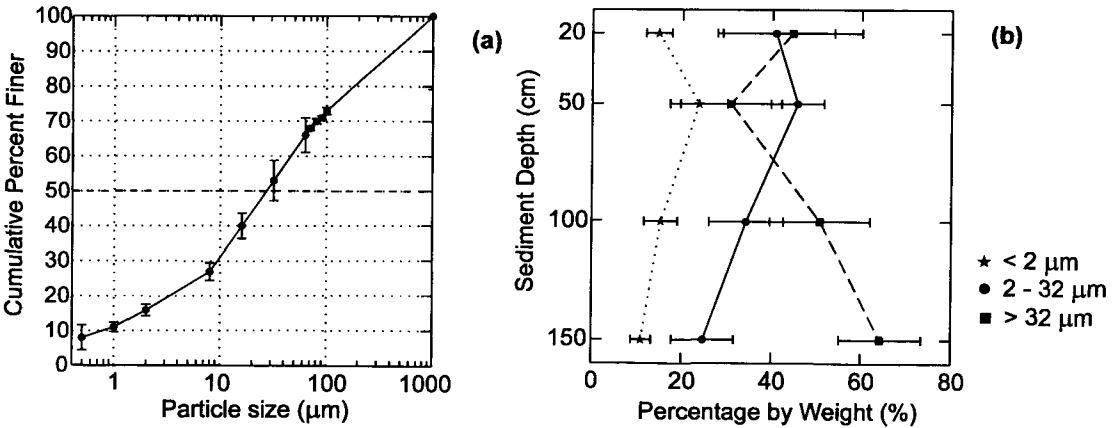 100
90
80
70
60
50
40
30
20
10
0
Cumulative Percent Finer
1
10
100
1000
Particle size (μm)
(a)
20
50
100
150
Sediment Depth (cm)
0
20
40
60
80
Percentage by Weight (%)
(b)
< 2 μm
2 - 32 μm
> 32 μm